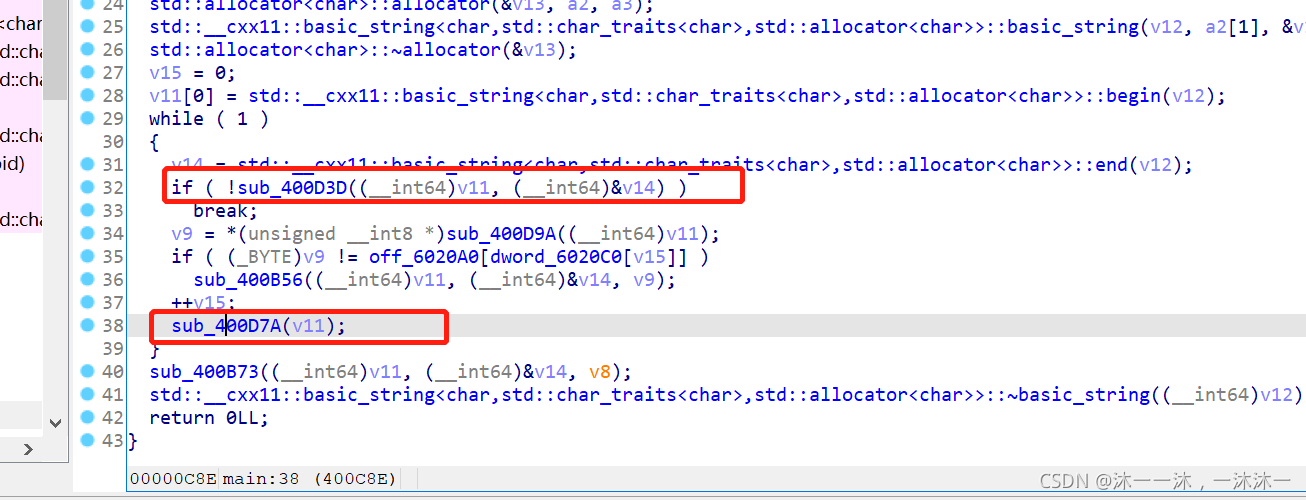 <char
24 std::allocator<char>::allocator(&v13, a2, a3);
25 std::__cxx11::basic_string<char,std::char_traits<char>,std::allocator<char>>::basic_string(v12, a2[1], &v
d::cha
26 std::allocator<char>::~allocator(&v13);
d::cha
27 v15 = 0;
28 v11[0] = std::__cxx11::basic_string<char,std::char_traits<char>,std::allocator<char>>::begin(v12);
d::cha
29 while ( 1 )
30 {
oid)
31 v14 = std::__cxx11::basic_string<char,std::char_traits<char>,std::allocator<char>>::end(v12);
32 if ( !sub_400D3D((__int64)v11, (__int64)&v14) )
d::cha
33 break;
34 v9 = *(unsigned __int8 *)sub_400D9A((__int64)v11);
35 if ( (_BYTE)v9 != off_6020A0[dword_6020C0[v15]] )
36 sub_400B56((__int64)v11, (__int64)&v14, v9);
37 ++v15;
38 sub_400D7A(v11);
39 }
40 sub_400B73((__int64)v11, (__int64)&v14, v8);
41 std::__cxx11::basic_string<char,std::char_traits<char>,std::allocator<char>>::~basic_string((__int64)v12)
42 return 0LL;
43 }
00000C8E main:38 (400C8E)
CSDN @沐一一沐，一沐沐一